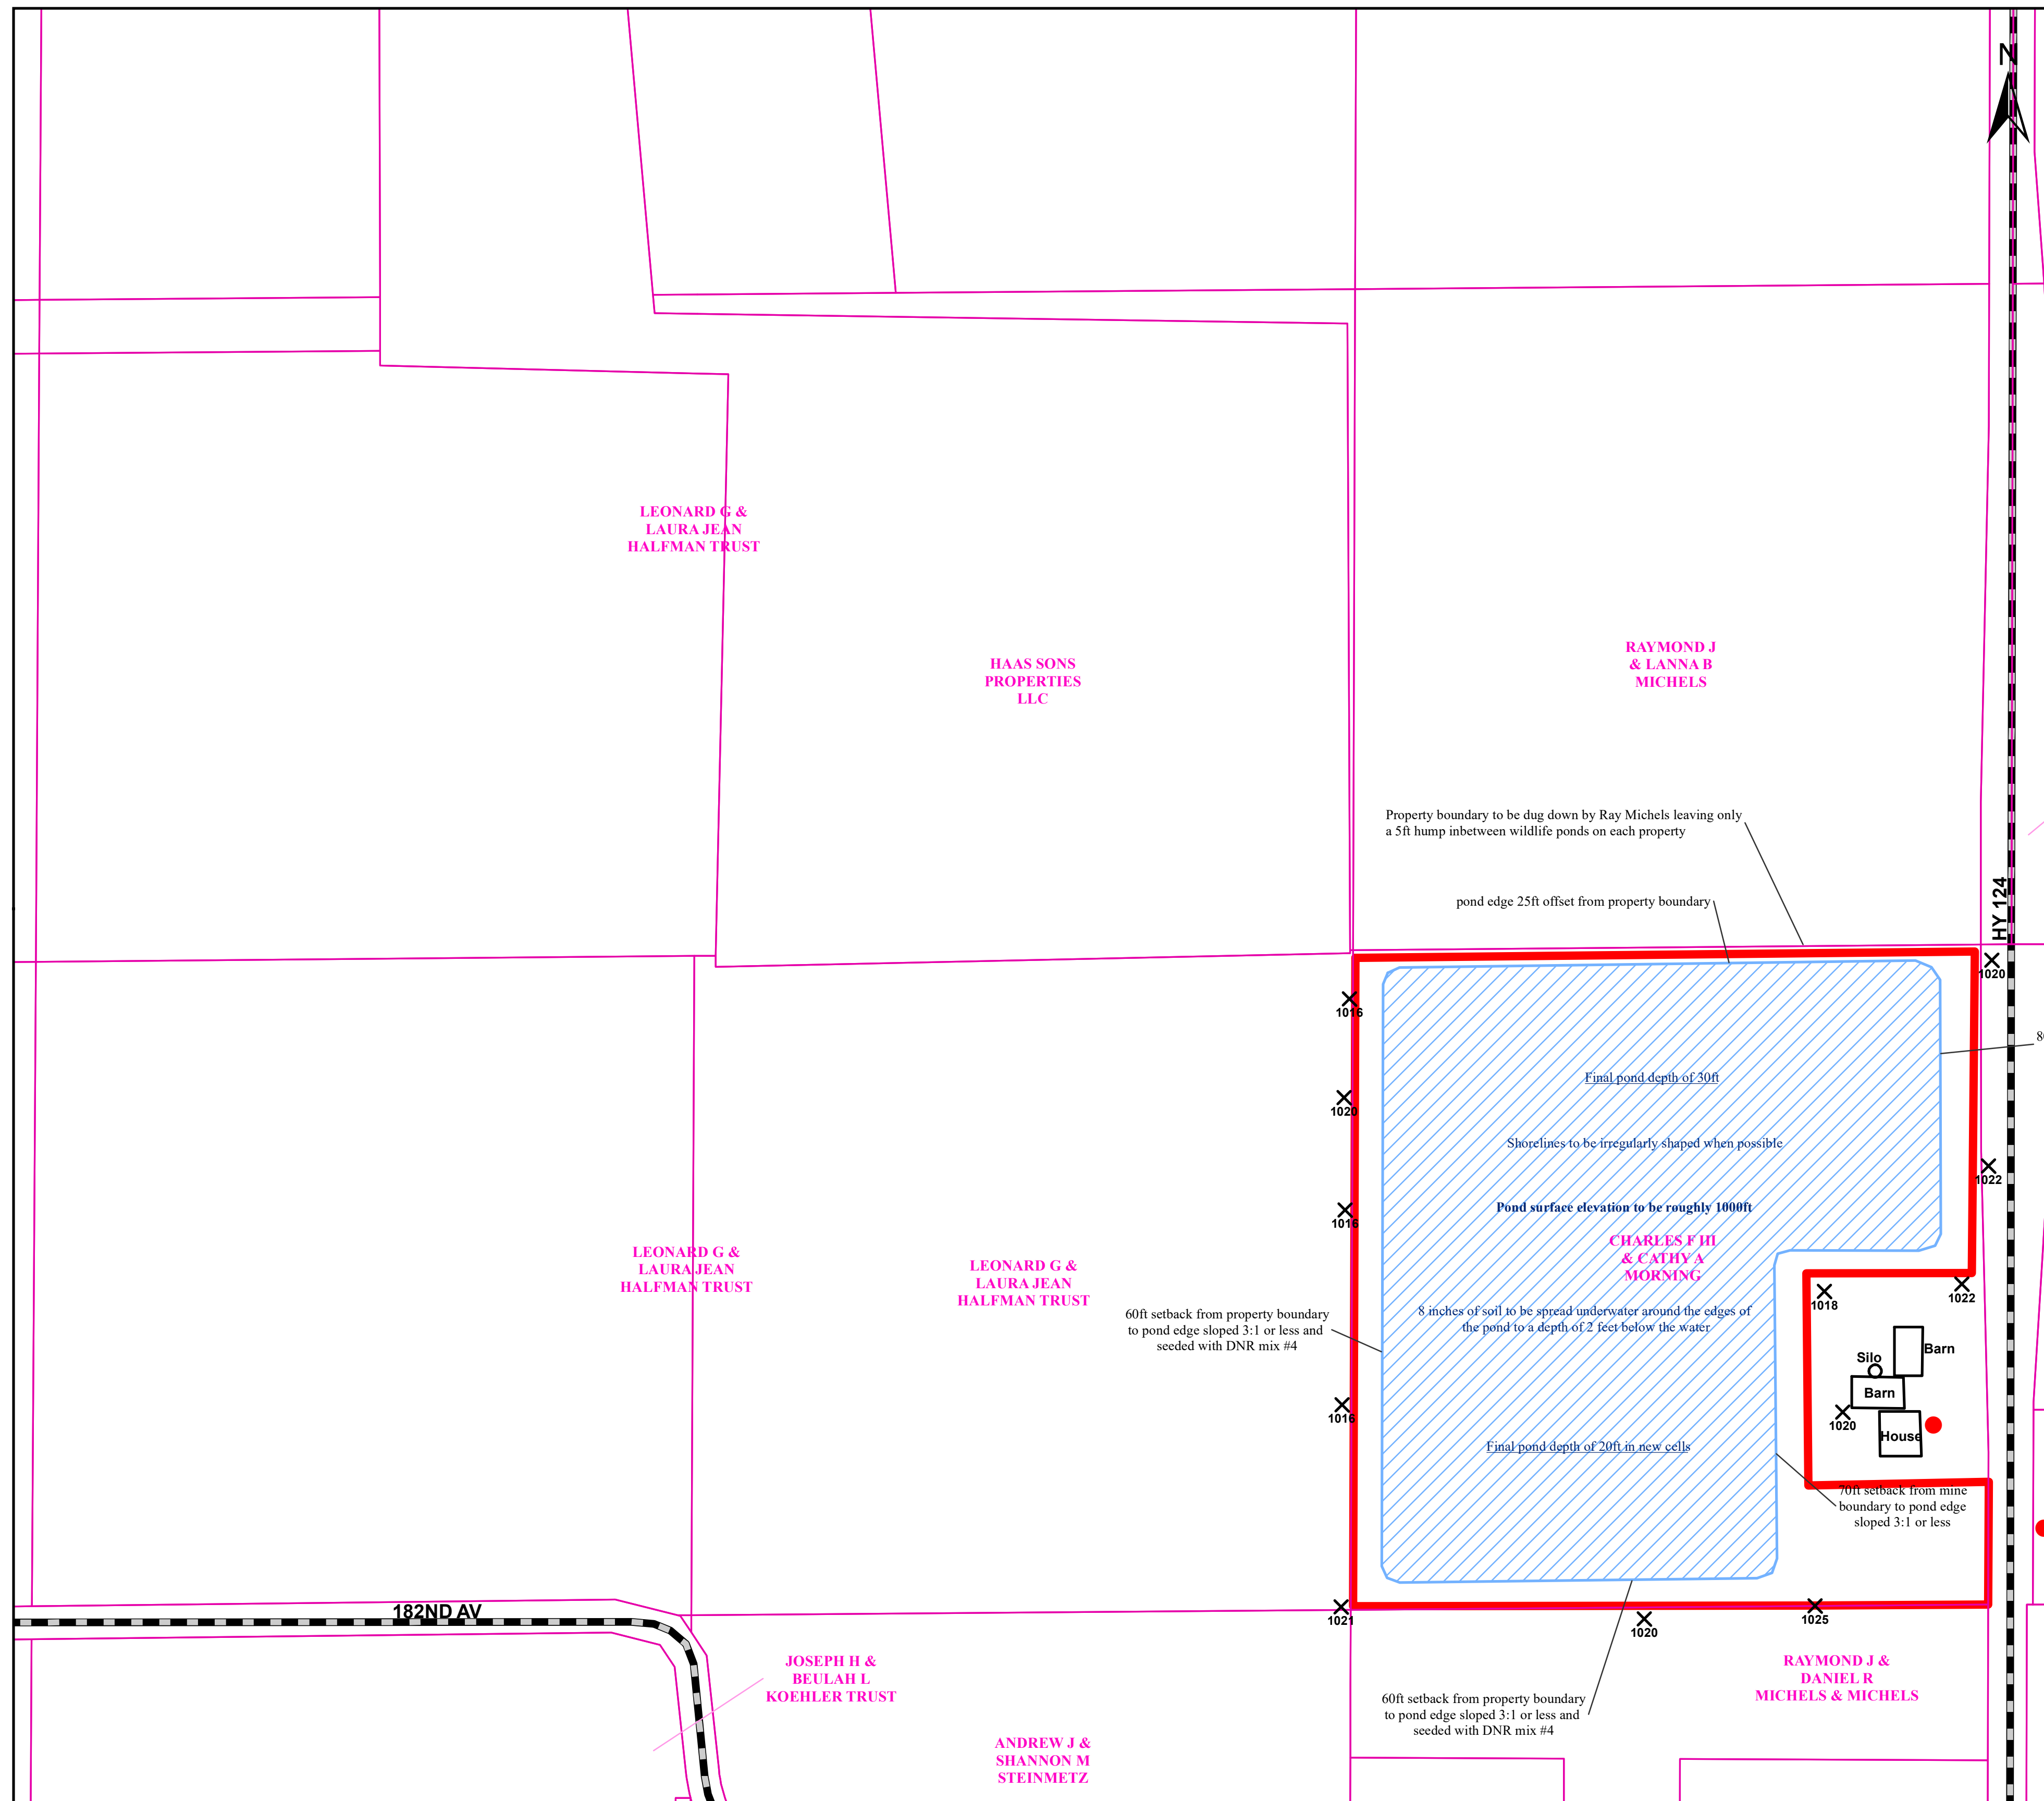 N
LEONARD G &
LAURA JEAN
HALFMAN TRUST
HAAS SONS
PROPERTIES
LLC
RAYMOND J
& LANNA B
MICHELS
Property boundary to be dug down by Ray Michels leaving only
a 5ft hump inbetween wildlife ponds on each property
pond edge 25ft offset from property boundary
HY 124
1020
1016
Final pond depth of 30ft
1020
Shorelines to be irregularly shaped when possible
1022
Pond surface elevation to be roughly 1000ft
1016
CHARLES F III
& CATHY A
MORNING
LEONARD G &
LAURA JEAN
HALFMAN TRUST
LEONARD G &
LAURA JEAN
HALFMAN TRUST
1018
1022
8 inches of soil to be spread underwater around the edges of
the pond to a depth of 2 feet below the water
60ft setback from property boundary
to pond edge sloped 3:1 or less and
seeded with DNR mix #4
Barn
Silo
Barn
1016
1020
House
Final pond depth of 20ft in new cells
70ft setback from mine
boundary to pond edge
sloped 3:1 or less
182ND AV
1021
1020
1025
JOSEPH H &
BEULAH L
KOEHLER TRUST
RAYMOND J &
DANIEL R
MICHELS & MICHELS
60ft setback from property boundary
to pond edge sloped 3:1 or less and
seeded with DNR mix #4
ANDREW J &
SHANNON M
STEINMETZ